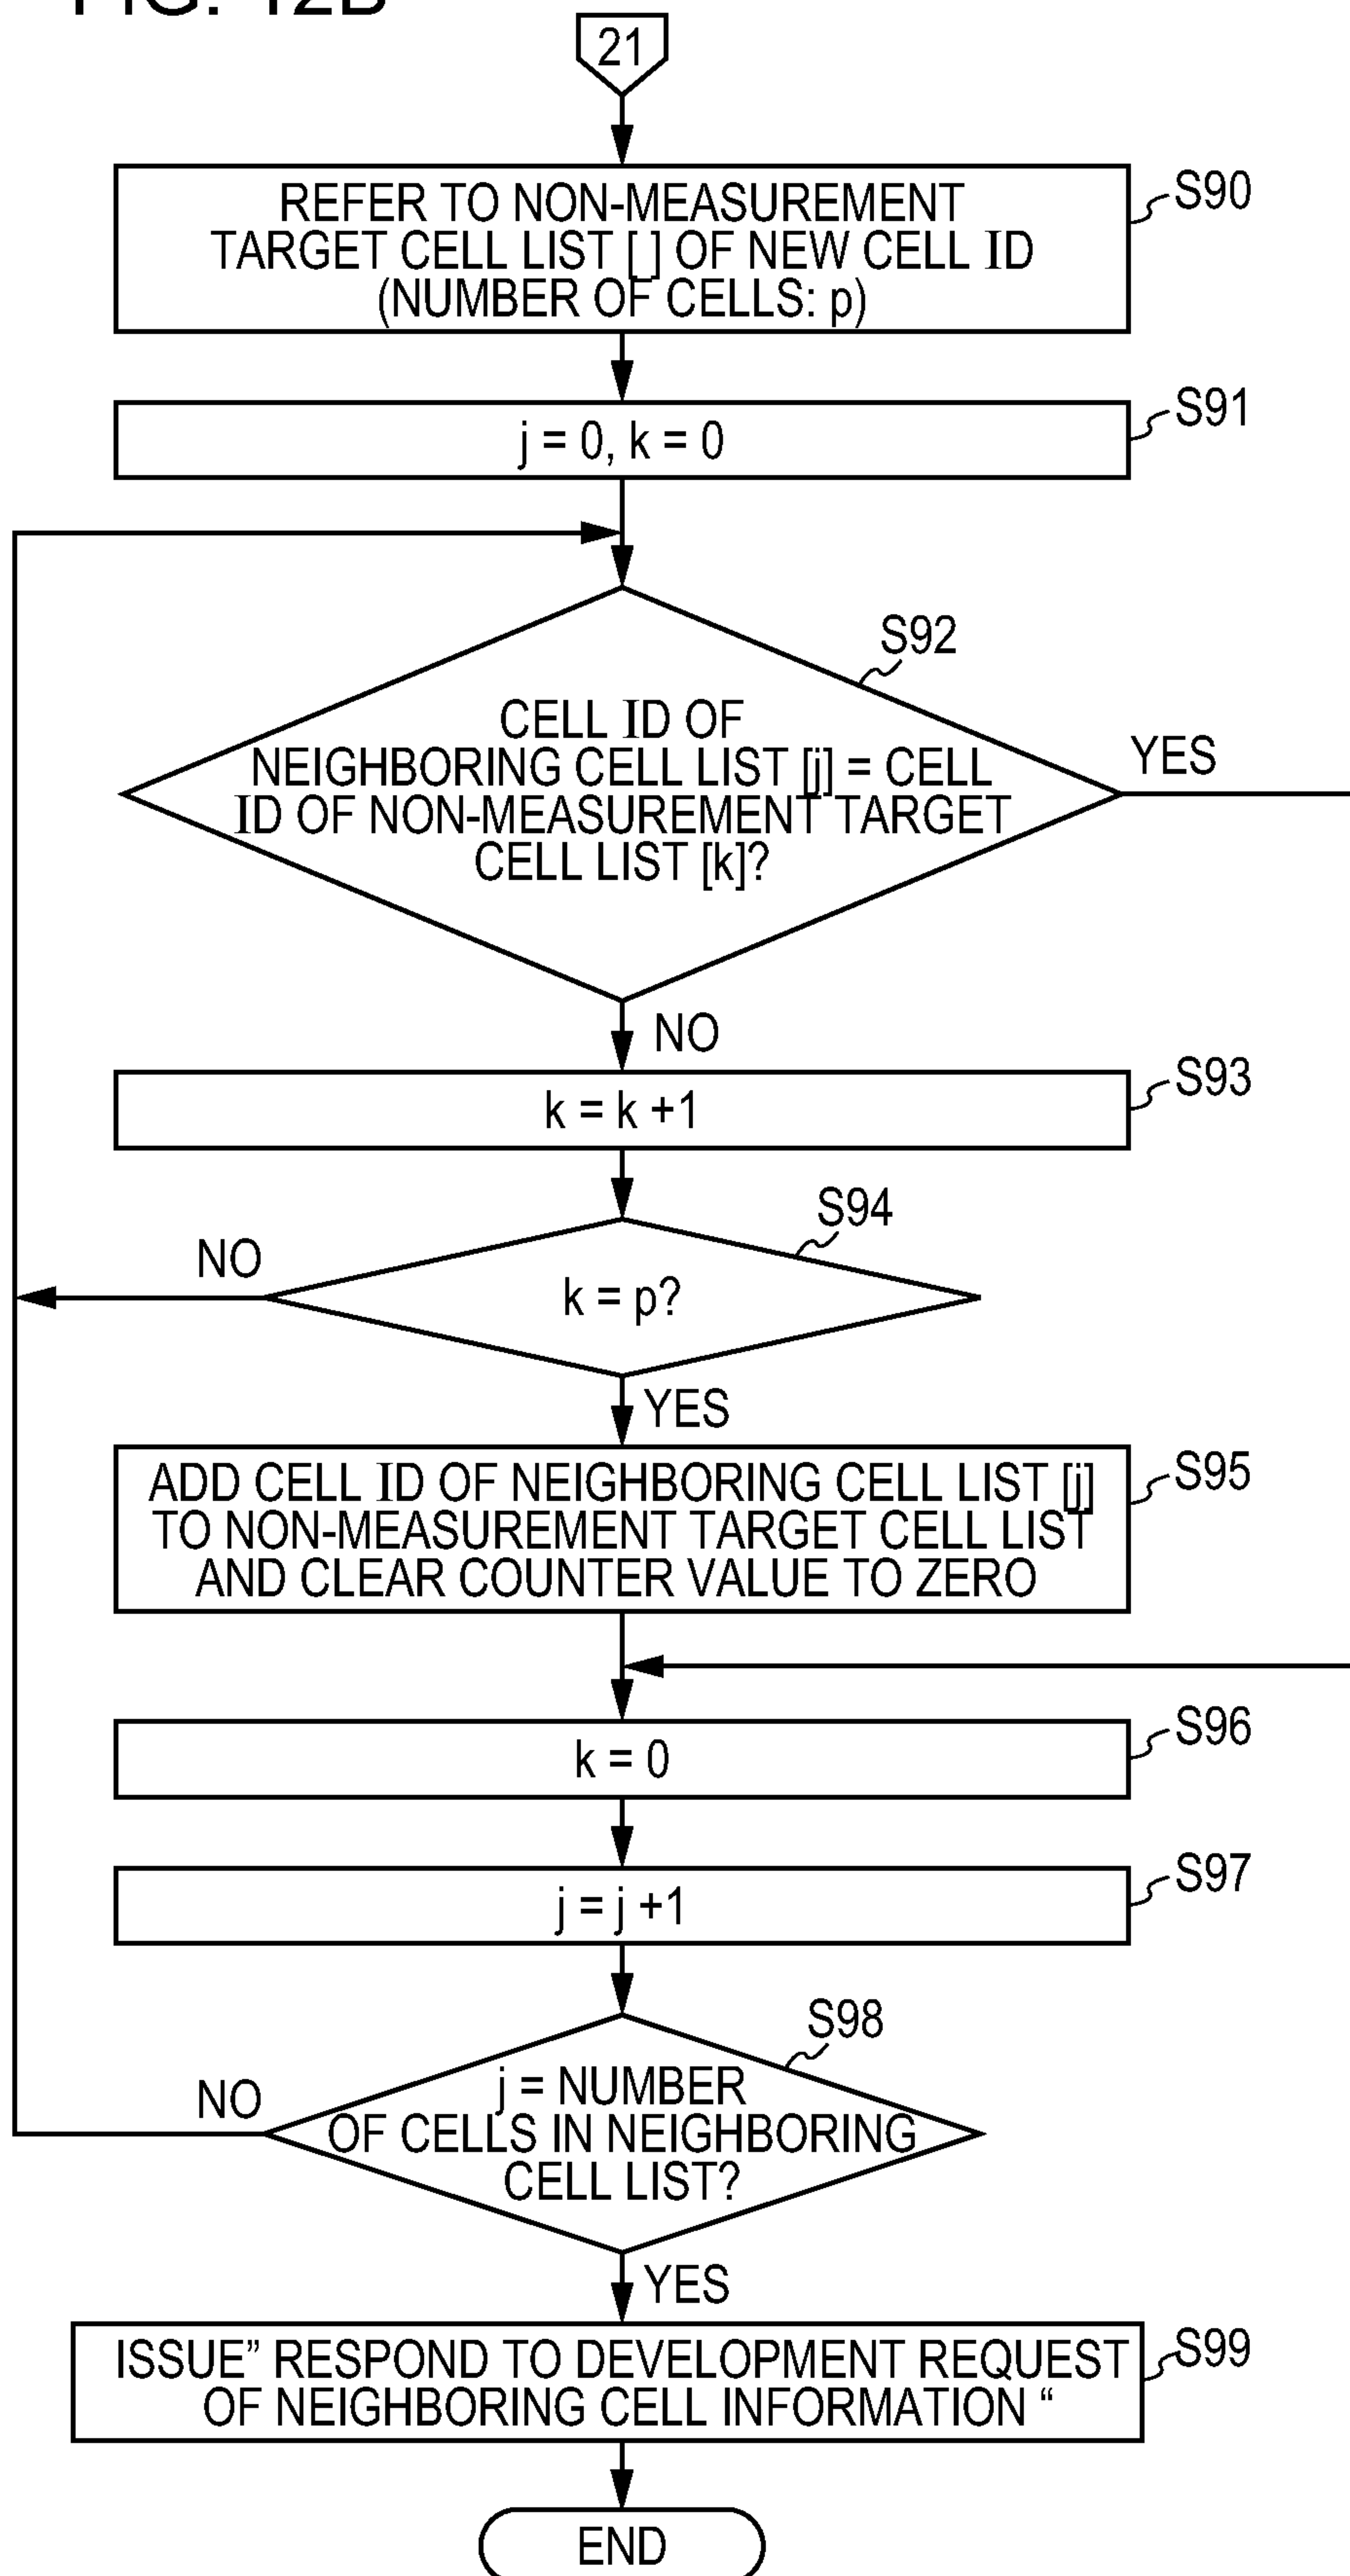 FIG. 12B
21
REFER TO NON-MEASUREMENT
TARGET CELL LIST [ ] OF NEW CELL ID
(NUMBER OF CELLS: p)
S90
j = 0, k = 0
S91
S92
CELL ID OF
NEIGHBORING CELL LIST [j] = CELL
ID OF NON-MEASUREMENT TARGET
CELL LIST [k]?
YES
NO
k = k +1
S93
S94
NO
k = p?
YES
ADD CELL ID OF NEIGHBORING CELL LIST [j]
TO NON-MEASUREMENT TARGET CELL LIST
AND CLEAR COUNTER VALUE TO ZERO
S95
k = 0
S96
j = j +1
S97
S98
NO
j = NUMBER
OF CELLS IN NEIGHBORING
CELL LIST?
YES
ISSUE” RESPOND TO DEVELOPMENT REQUEST
OF NEIGHBORING CELL INFORMATION “
S99
END